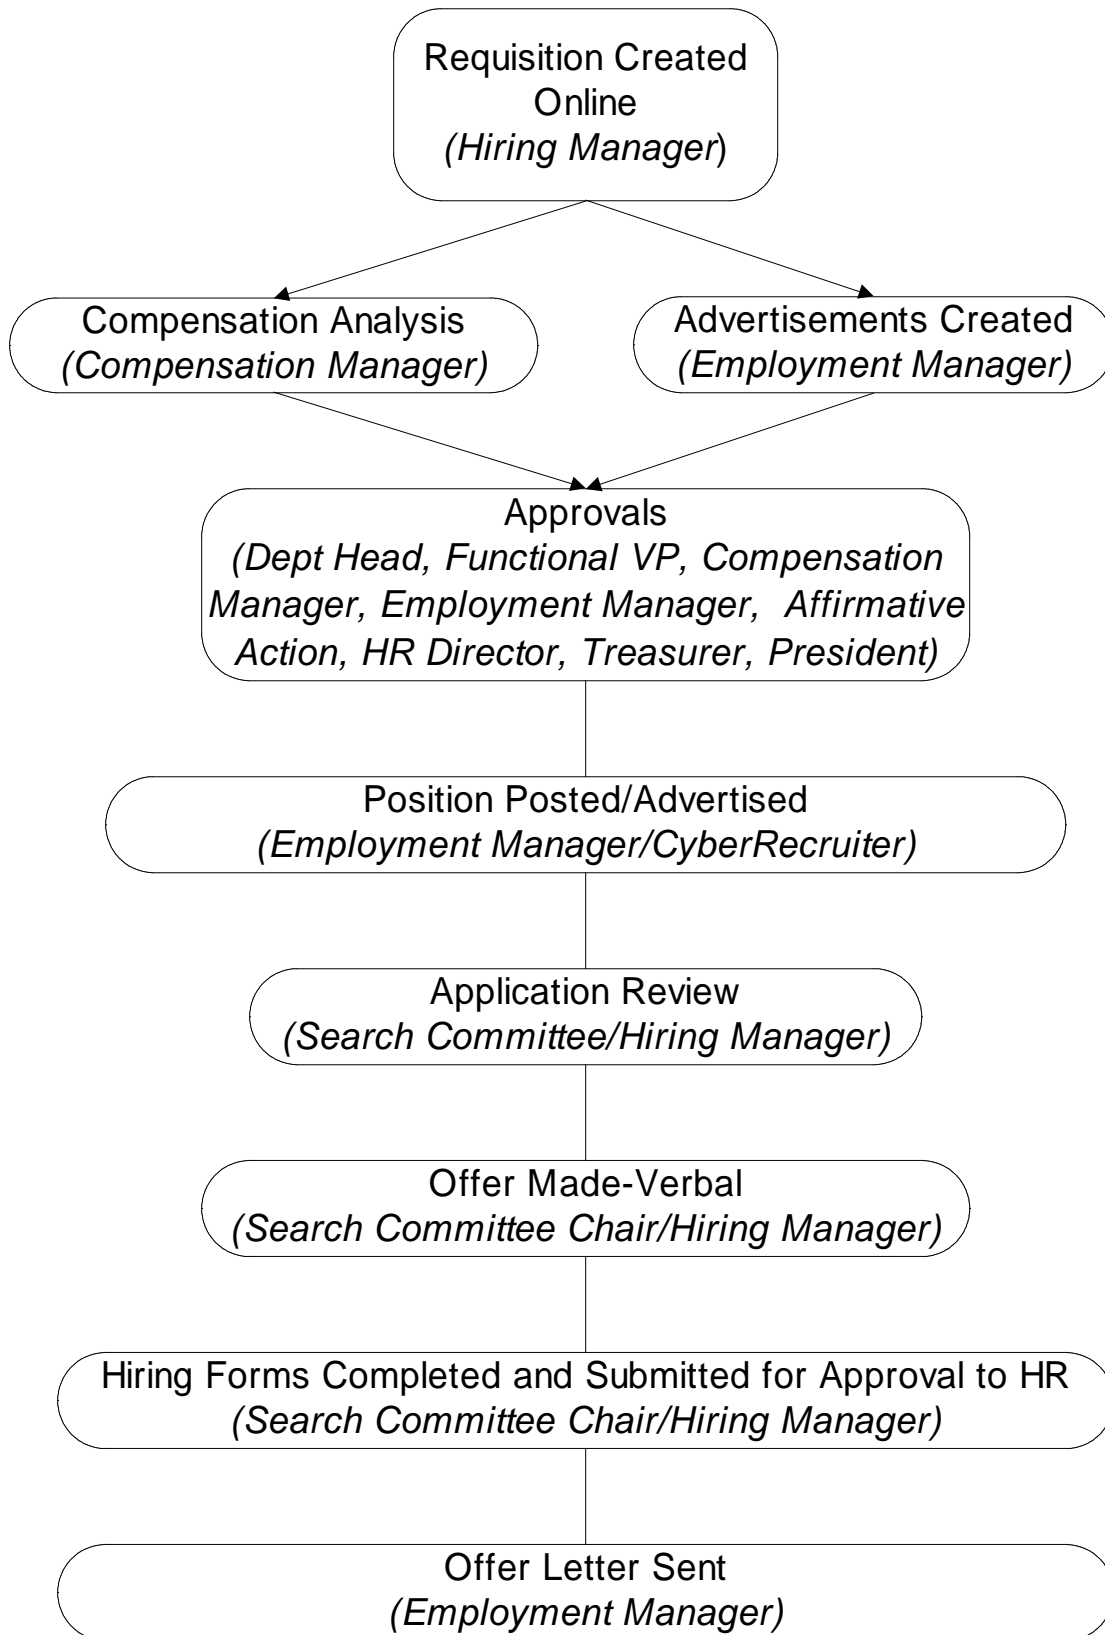 Requisition Created
Online
(Hiring Manager)
Compensation Analysis
(Compensation Manager)
Advertisements Created
(Employment Manager)
Approvals
(Dept Head, Functional VP, Compensation
Manager, Employment Manager, Affirmative
Action, HR Director, Treasurer, President)
Position Posted/Advertised
(Employment Manager/CyberRecruiter)
Application Review
(Search Committee/Hiring Manager)
Offer Made-Verbal
(Search Committee Chair/Hiring Manager)
Hiring Forms Completed and Submitted for Approval to HR
(Search Committee Chair/Hiring Manager)
Offer Letter Sent
(Employment Manager)